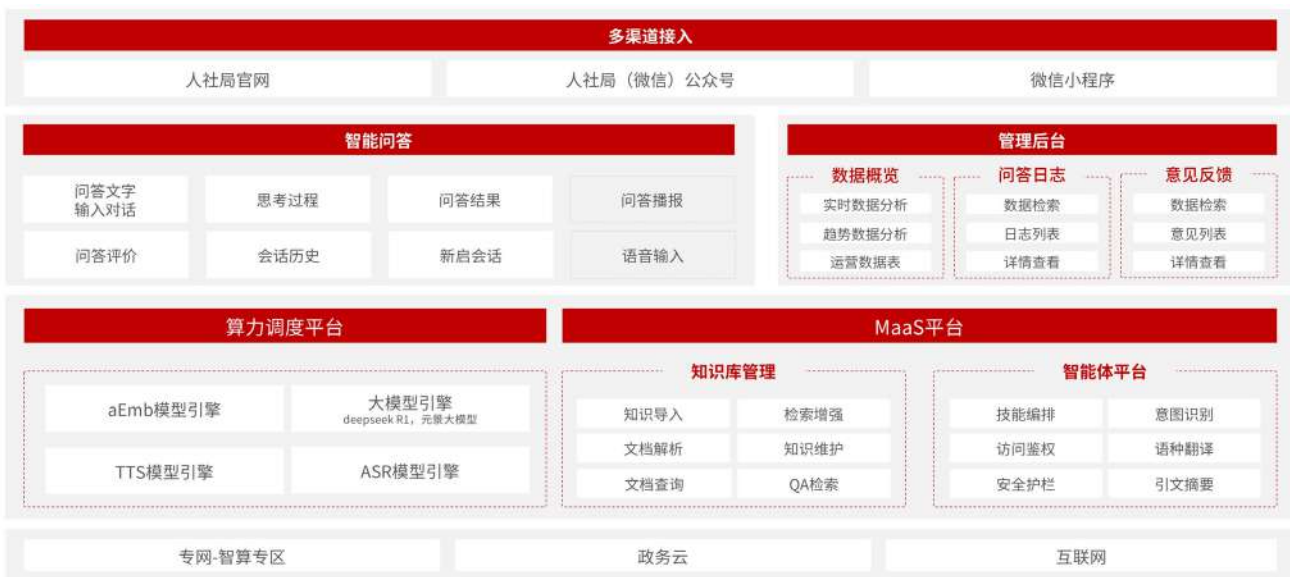 多渠道接入
人社局官网
人社局（微信）公众号
微信小程序
智能问答
问答文字
输入对话
思考过程
问答结果
问答播报
问答评价
会话历史
新启会话
语音输入
管理后台
数据概览
实时数据分析
趋势数据分析
运营数据表
问答日志
数据检索
日志列表
详情查看
意见反馈
数据检索
意见列表
详情查看
算力调度平台
aEmb模型引擎
大模型引擎
deepseek R1，元景大模型
TTS模型引擎
ASR模型引擎
MaaS平台
知识库管理
知识导入
检索增强
文档解析
知识维护
文档查询
QA检索
智能体平台
技能编排
意图识别
访问鉴权
语种翻译
安全护栏
引文摘要
专网-智算专区
政务云
互联网